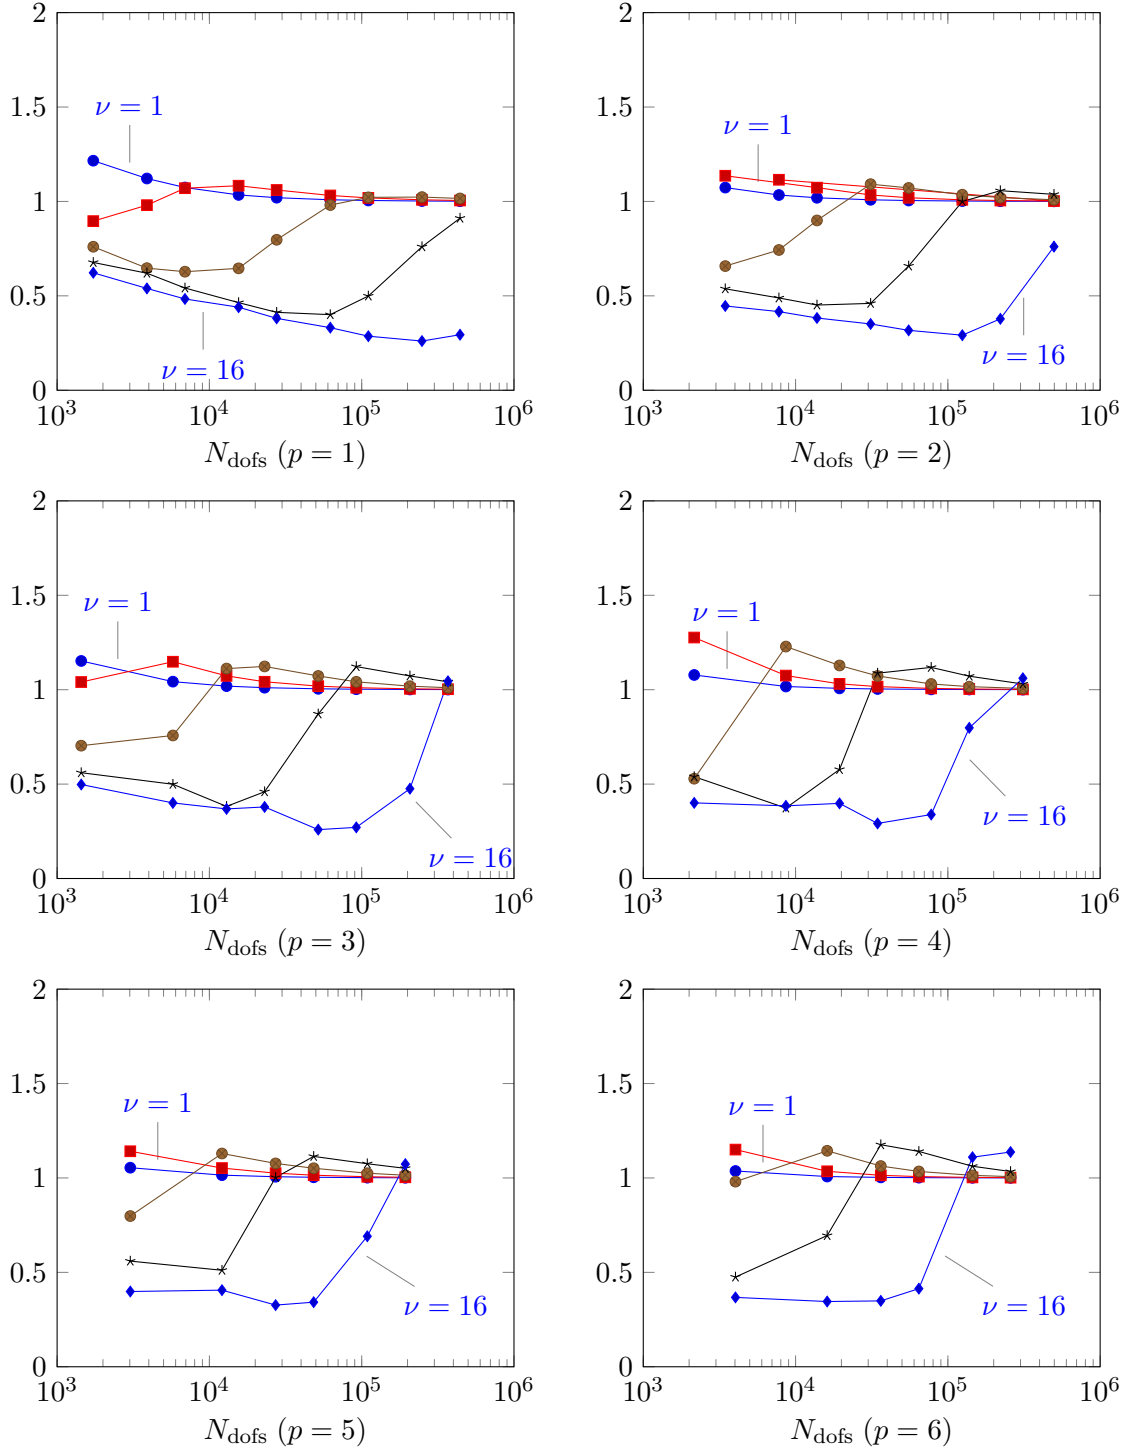 2
2
1.5
1.5
ν = 1
ν = 1
1
1
0.5
0.5
ν = 16
ν = 16
0
0
10³ 10⁴ 10⁵ 10⁶
10³ 10⁴ 10⁵ 10⁶
N_dofs (p = 1)
N_dofs (p = 2)
2
2
1.5
1.5
ν = 1
ν = 1
1
1
0.5
0.5
ν = 16
ν = 16
0
0
10³ 10⁴ 10⁵ 10⁶
10³ 10⁴ 10⁵ 10⁶
N_dofs (p = 3)
N_dofs (p = 4)
2
2
1.5
1.5
ν = 1
ν = 1
1
1
0.5
0.5
ν = 16
ν = 16
0
0
10³ 10⁴ 10⁵ 10⁶
10³ 10⁴ 10⁵ 10⁶
N_dofs (p = 5)
N_dofs (p = 6)